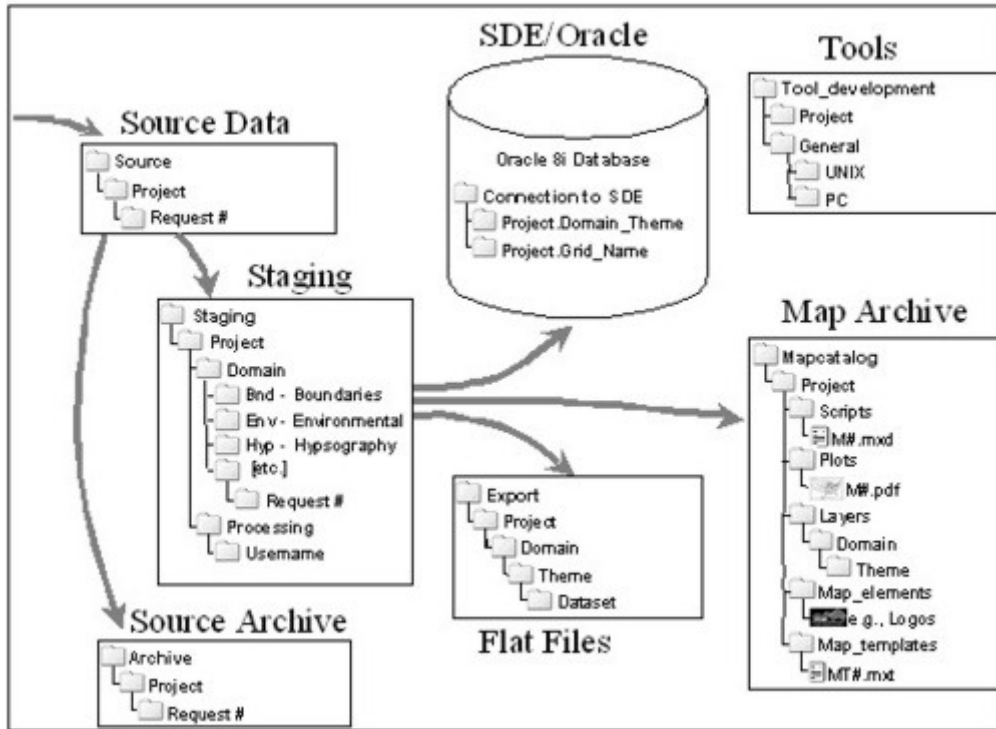 Source Data
Source
Project
Request #
Staging
Staging
Project
Domain
Bnd - Boundaries
Env - Environmental
Hyp - Hypsography
[etc.]
Request #
Processing
Username
Source Archive
Archive
Project
Request #
SDE/Oracle
Oracle 8i Database
Connection to SDE
Project.Domain_Theme
Project.Grid_Name
Export
Project
Domain
Theme
Dataset
Flat Files
Tools
Tool_development
Project
General
UNIX
PC
Map Archive
Mapcatalog
Project
Scripts
M#.mxd
Plots
M#.pdf
Layers
Domain
Theme
Map_elements
e.g., Logos
Map_templates
MT#.mxt